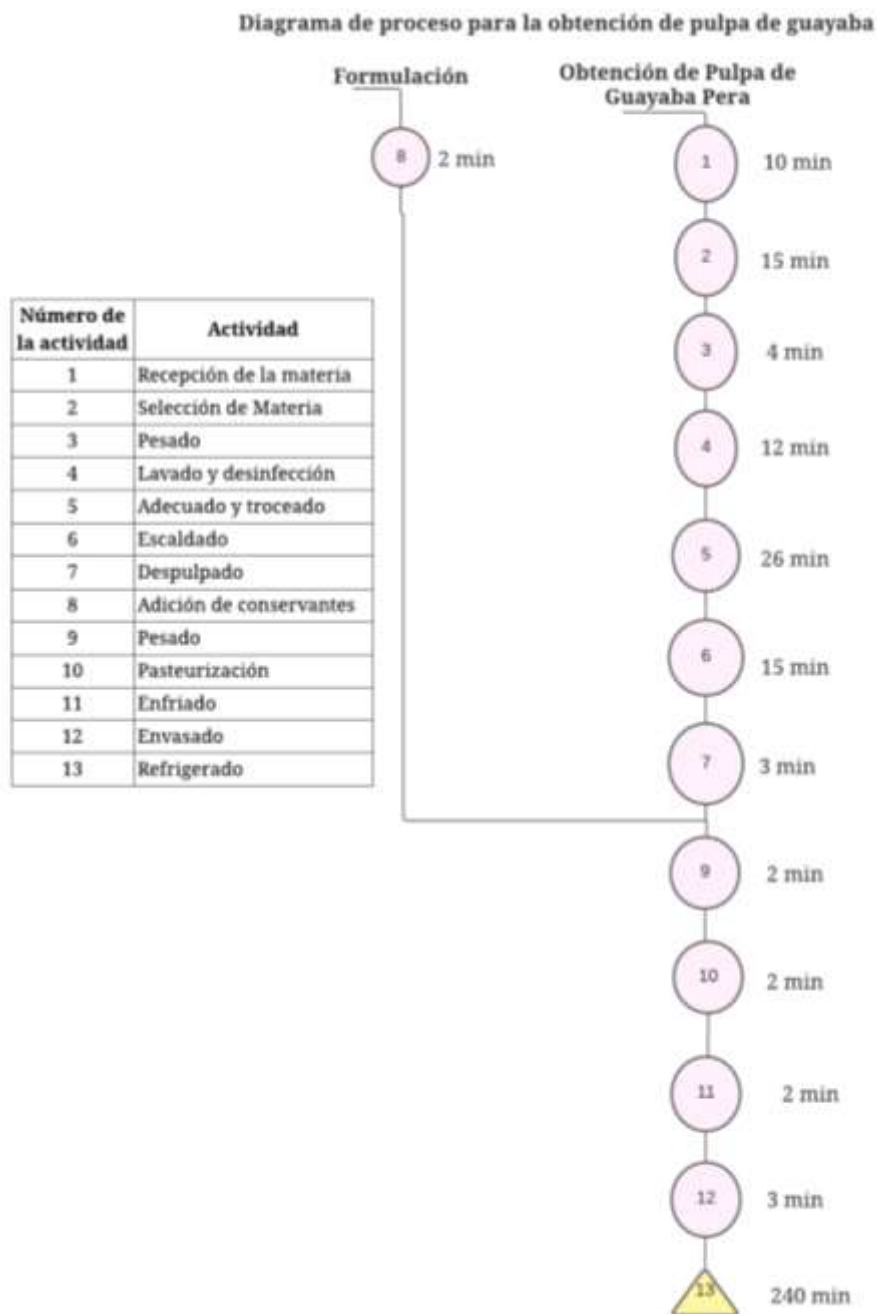 Diagrama de proceso para la obtención de pulpa de guayaba
Formulación
Obtención de Pulpa de
Guayaba Pera
8 2 min
1 10 min
2 15 min
3 4 min
4 12 min
5 26 min
6 15 min
7 3 min
9 2 min
10 2 min
11 2 min
12 3 min
13 240 min
Número de
la actividad
Actividad
1 Recepción de la materia
2 Selección de Materia
3 Pesado
4 Lavado y desinfección
5 Adecuado y troceado
6 Escaldado
7 Despulpado
8 Adición de conservantes
9 Pesado
10 Pasteurización
11 Enfriado
12 Envasado
13 Refrigerado